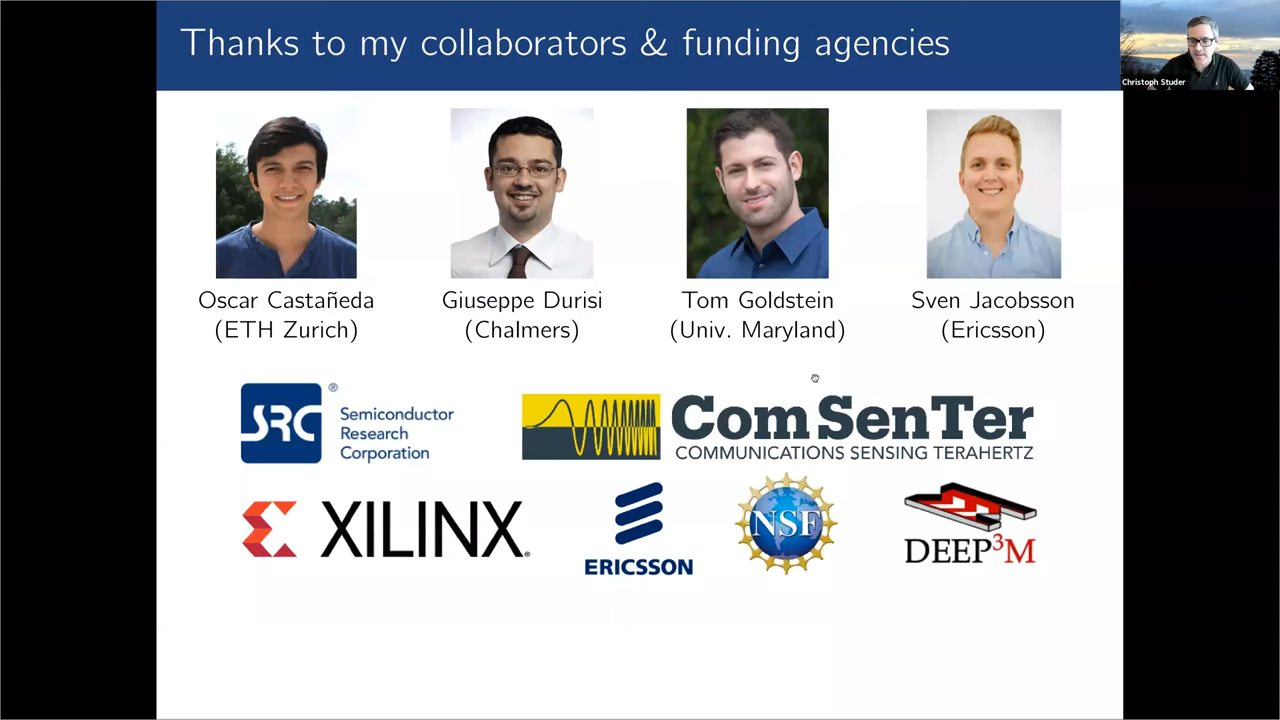 Thanks to my collaborators & funding agencies
Christoph Studer
Oscar Castañeda
(ETH Zurich)
Giuseppe Durisi
(Chalmers)
Tom Goldstein
(Univ. Maryland)
Sven Jacobsson
(Ericsson)
SRC®
Semiconductor
Research
Corporation
ComSenTer
COMMUNICATIONS SENSING TERAHERTZ
XILINX®
ERICSSON
NSF
DEEP³M